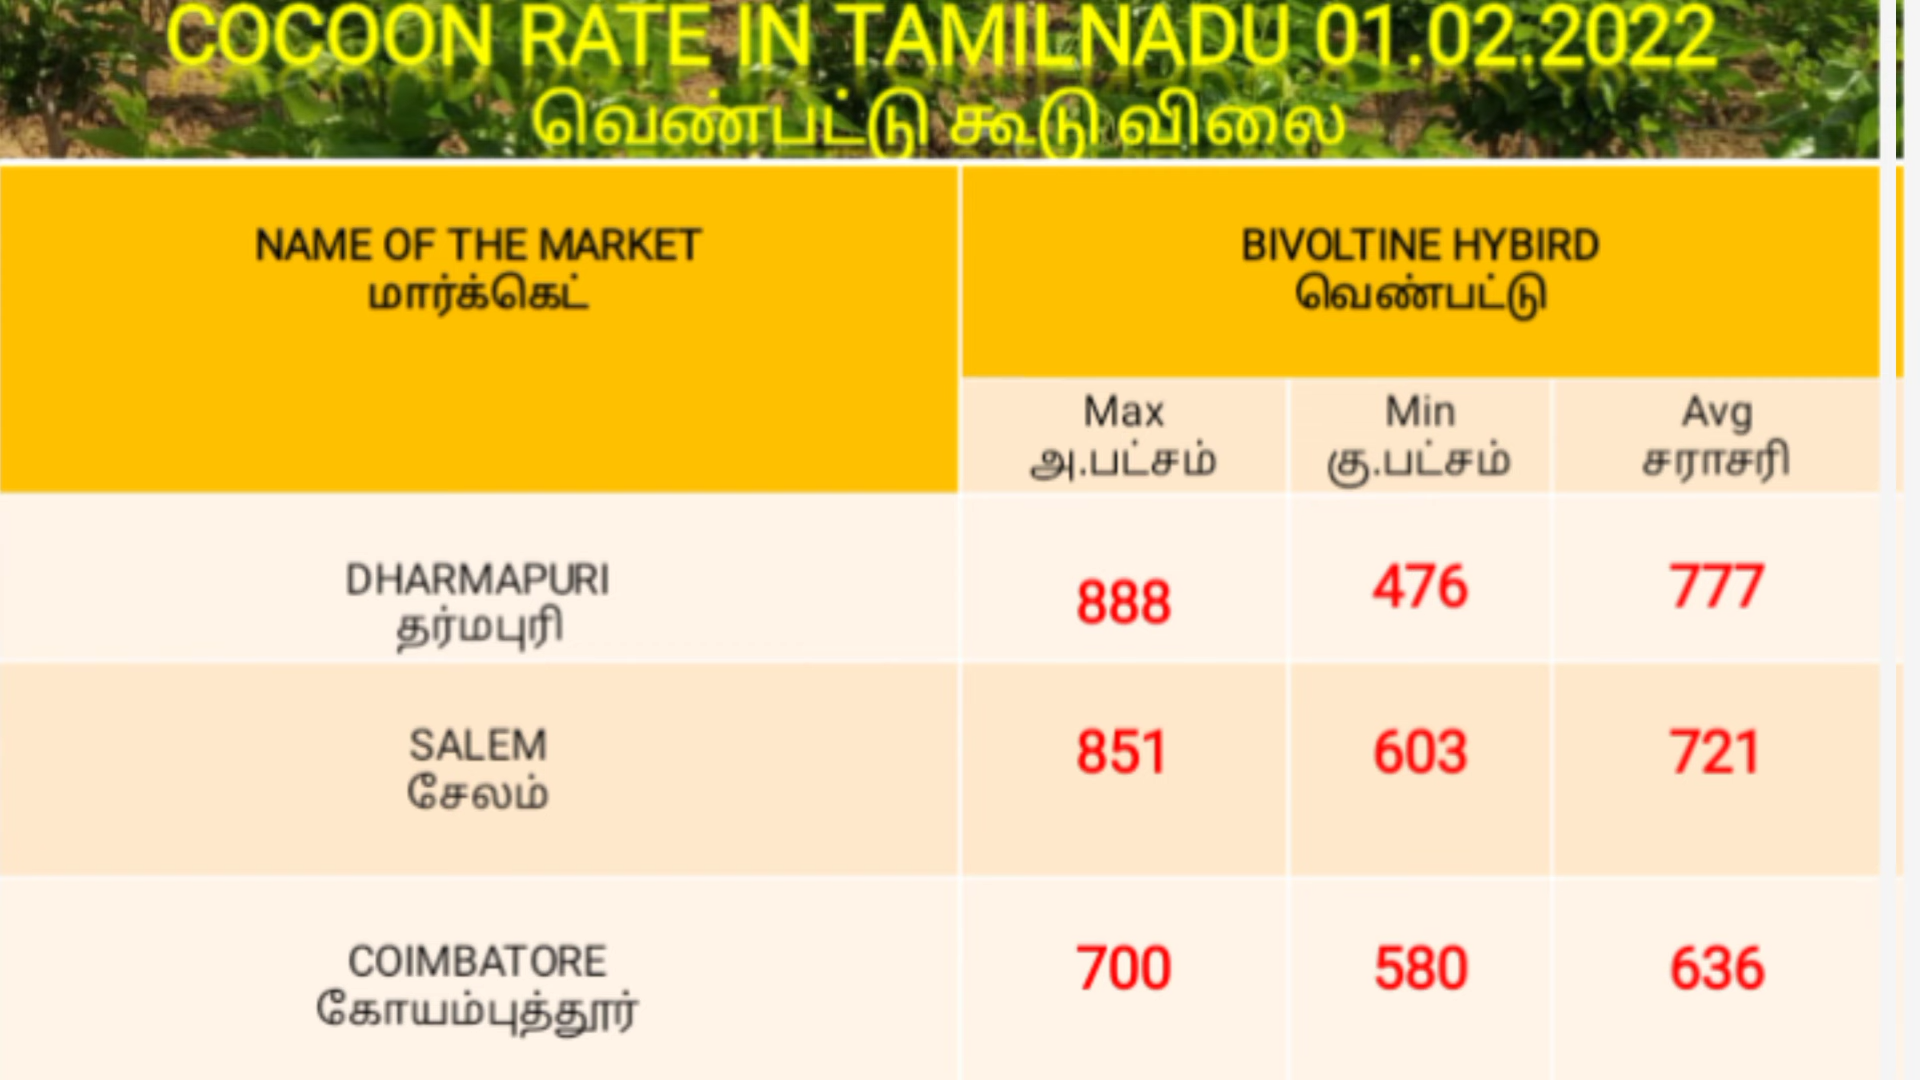 COCOON RATE IN TAMILNADU 01.02.2022
வெண்பட்டு கூடு விலை
NAME OF THE MARKET
மார்க்கெட்
BIVOLTINE HYBIRD
வெண்பட்டு
Max
அ.பட்சம்
Min
கு.பட்சம்
Avg
சராசரி
DHARMAPURI
தர்மபுரி
888
476
777
SALEM
சேலம்
851
603
721
COIMBATORE
கோயம்புத்தூர்
700
580
636